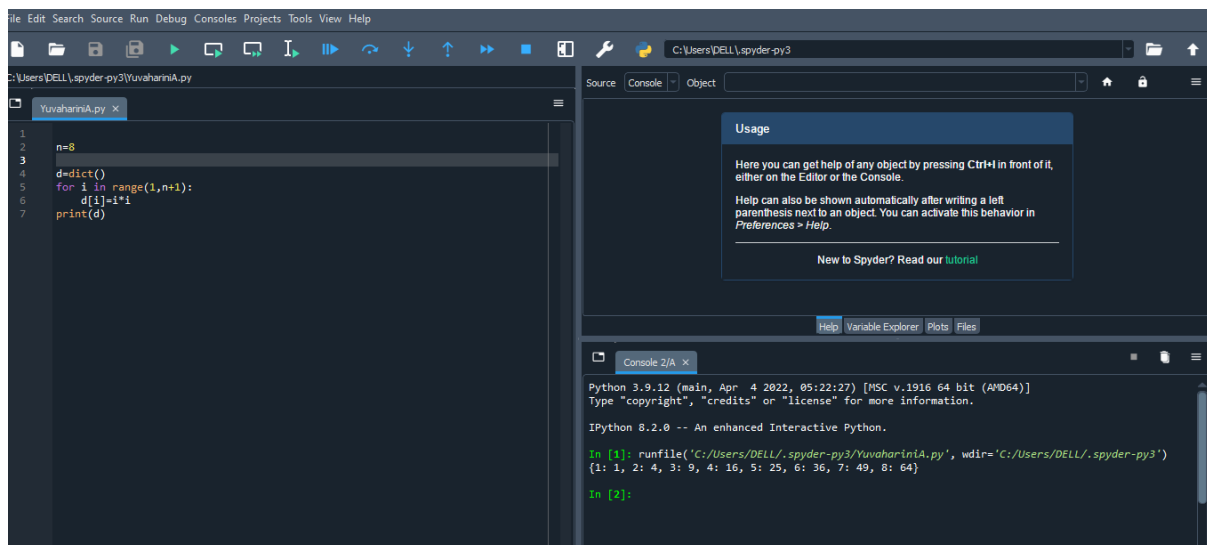 File Edit Search Source Run Debug Consoles Projects Tools View Help
C:\Users\DELL\.spyder-py3
C:\Users\DELL\.spyder-py3\YuvahariniA.py
YuvahariniA.py
1
2 n=8
3
4 d=dict()
5 for i in range(1,n+1):
6 d[i]=i*i
7 print(d)
Source Console Object
Usage
Here you can get help of any object by pressing Ctrl+I in front of it,
either on the Editor or the Console.
Help can also be shown automatically after writing a left
parenthesis next to an object. You can activate this behavior in
Preferences > Help.
New to Spyder? Read our tutorial
Help Variable Explorer Plots Files
Console 2/A
Python 3.9.12 (main, Apr 4 2022, 05:22:27) [MSC v.1916 64 bit (AMD64)]
Type "copyright", "credits" or "license" for more information.
IPython 8.2.0 -- An enhanced Interactive Python.
In [1]: runfile('C:/Users/DELL/.spyder-py3/YuvahariniA.py', wdir='C:/Users/DELL/.spyder-py3')
{1: 1, 2: 4, 3: 9, 4: 16, 5: 25, 6: 36, 7: 49, 8: 64}
In [2]: